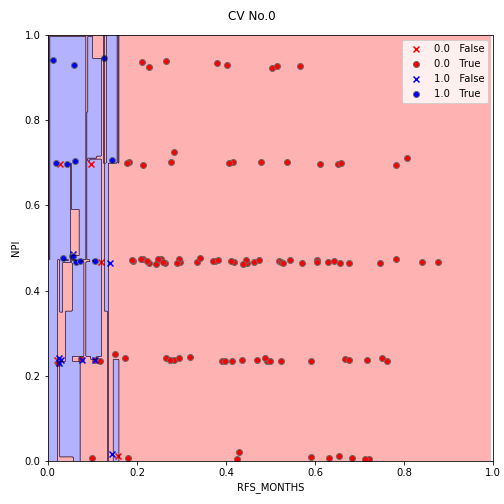 CV No.0
1.0
0.0 False
0.0 True
1.0 False
1.0 True
0.8
0.6
NPI
0.4
0.2
0.0
0.0 0.2 0.4 0.6 0.8 1.0
RFS_MONTHS